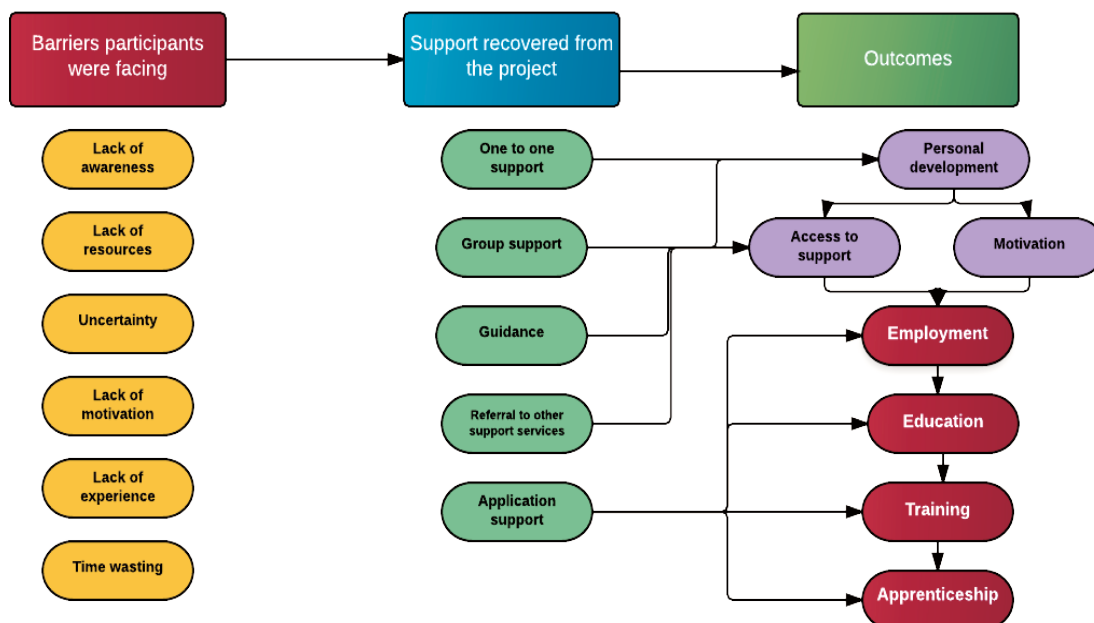 Barriers participants
were facing
Support recovered from
the project
Outcomes
Lack of
awareness
Lack of
resources
Uncertainty
Lack of
motivation
Lack of
experience
Time wasting
One to one
support
Group support
Guidance
Referral to other
support services
Application
support
Personal
development
Access to
support
Motivation
Employment
Education
Training
Apprenticeship